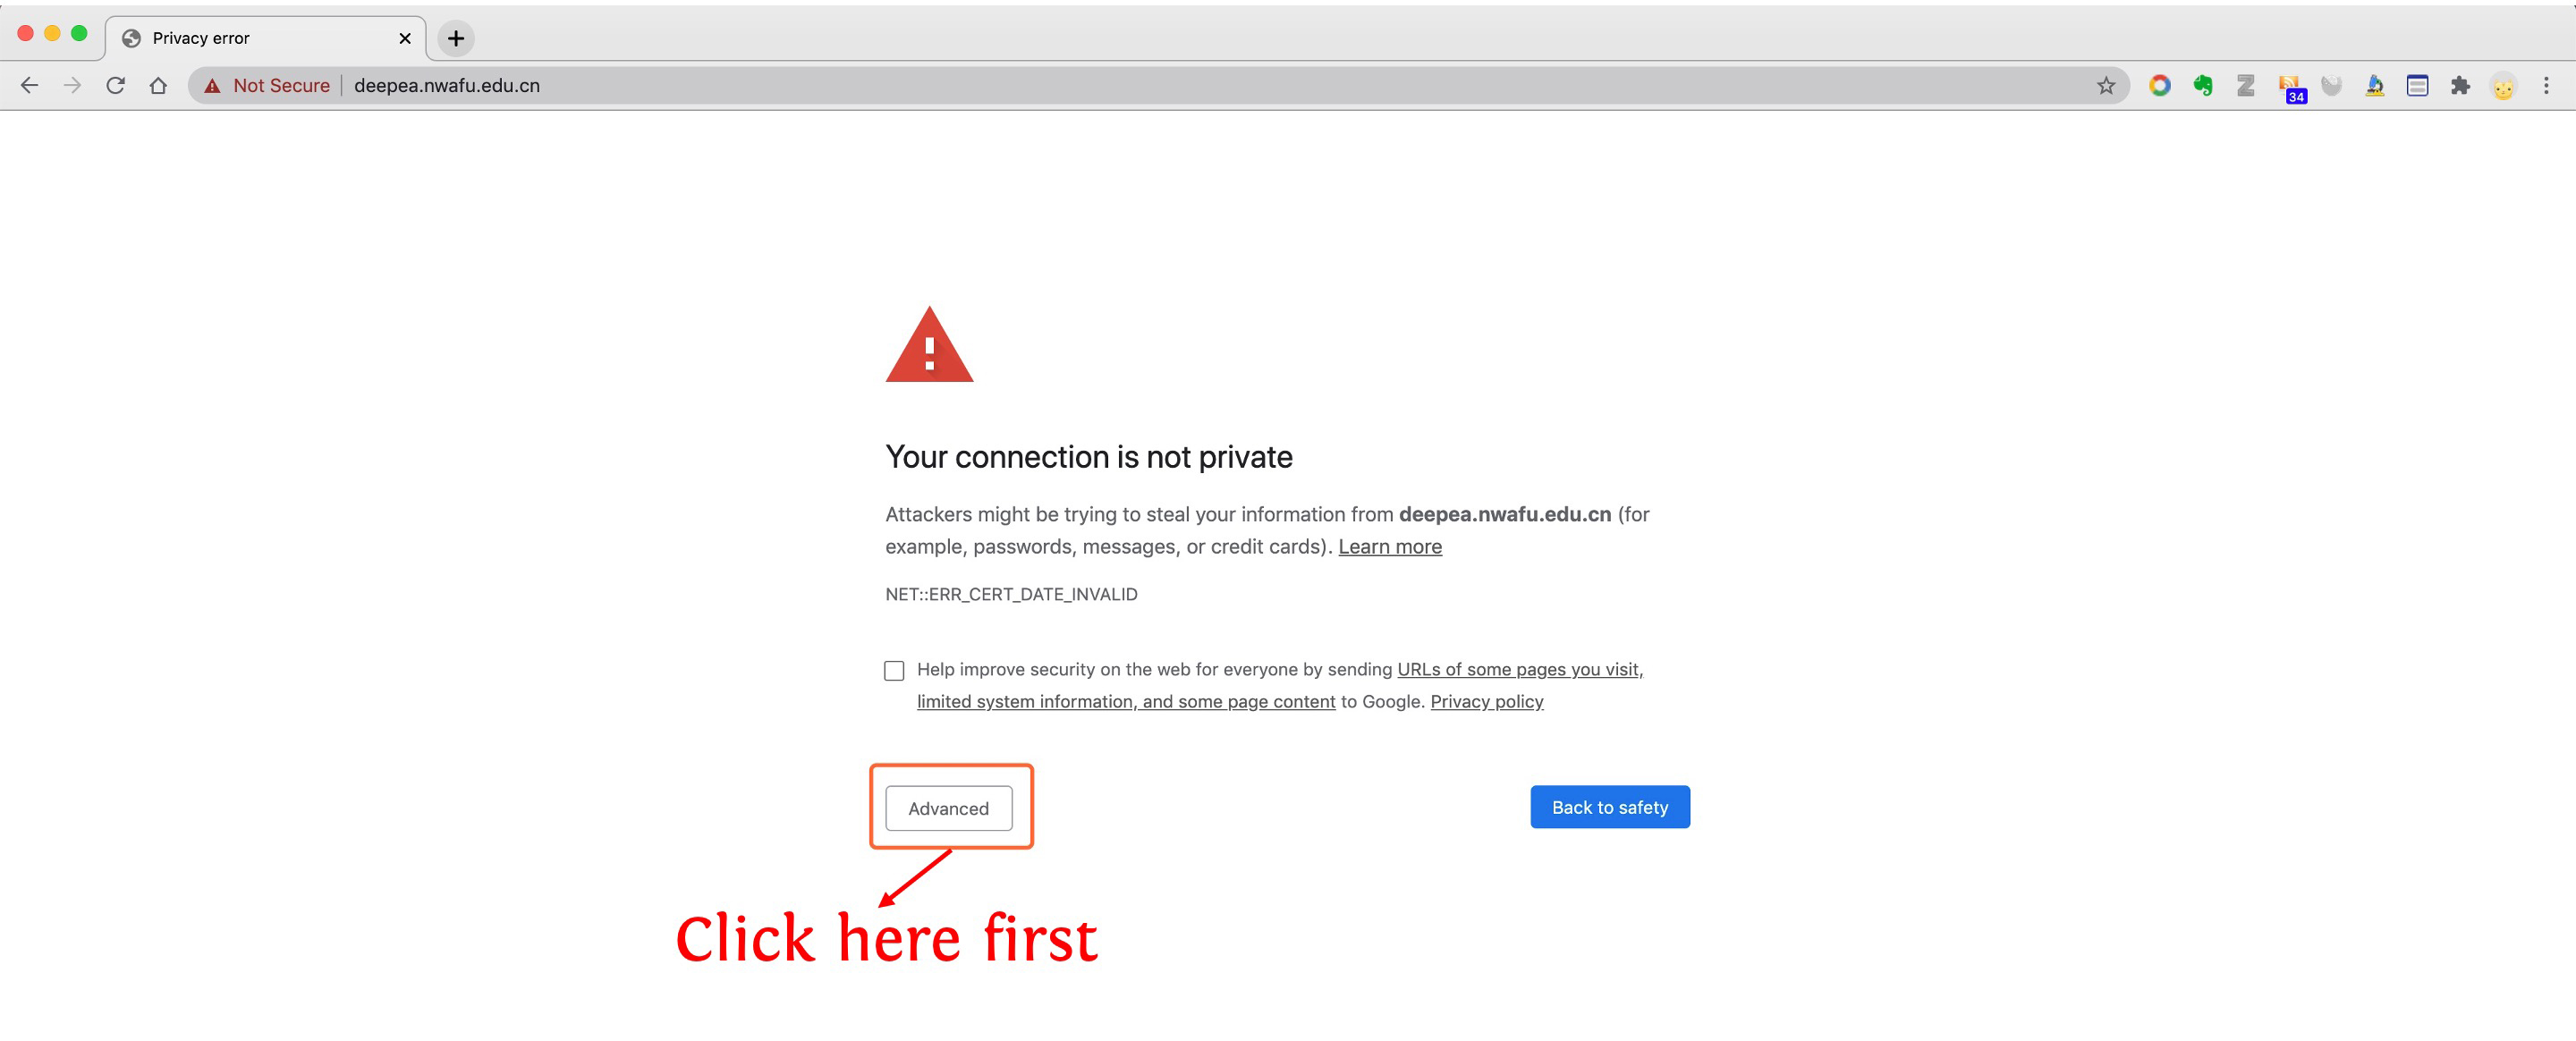 Privacy error
Not Secure
deepea.nwafu.edu.cn
34
Your connection is not private
Attackers might be trying to steal your information from deepea.nwafu.edu.cn (for
example, passwords, messages, or credit cards). Learn more
NET::ERR_CERT_DATE_INVALID
Help improve security on the web for everyone by sending URLs of some pages you visit,
limited system information, and some page content to Google. Privacy policy
Advanced
Back to safety
Click here first